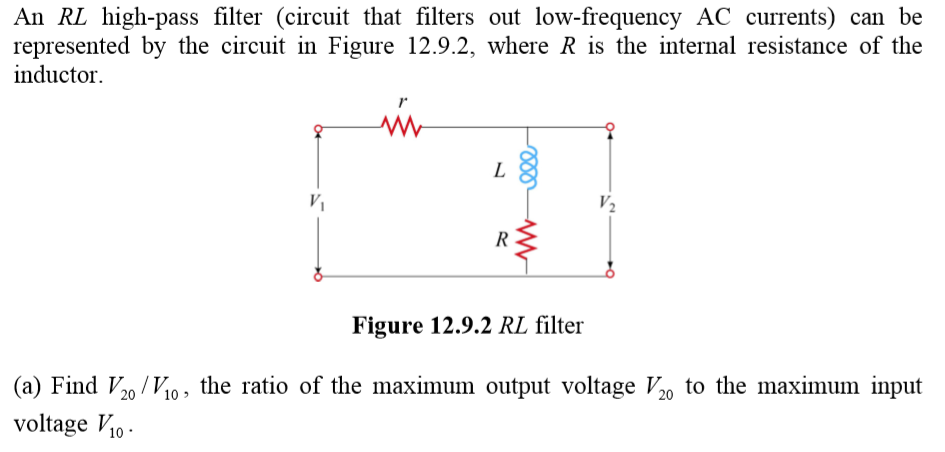 An RL high-pass filter (circuit that filters out low-frequency AC currents) can be
represented by the circuit in Figure 12.9.2, where R is the internal resistance of the
inductor.
r
L
V₁
V₂
R
Figure 12.9.2 RL filter
(a) Find V₂₀/V₁₀, the ratio of the maximum output voltage V₂₀ to the maximum input
voltage V₁₀.